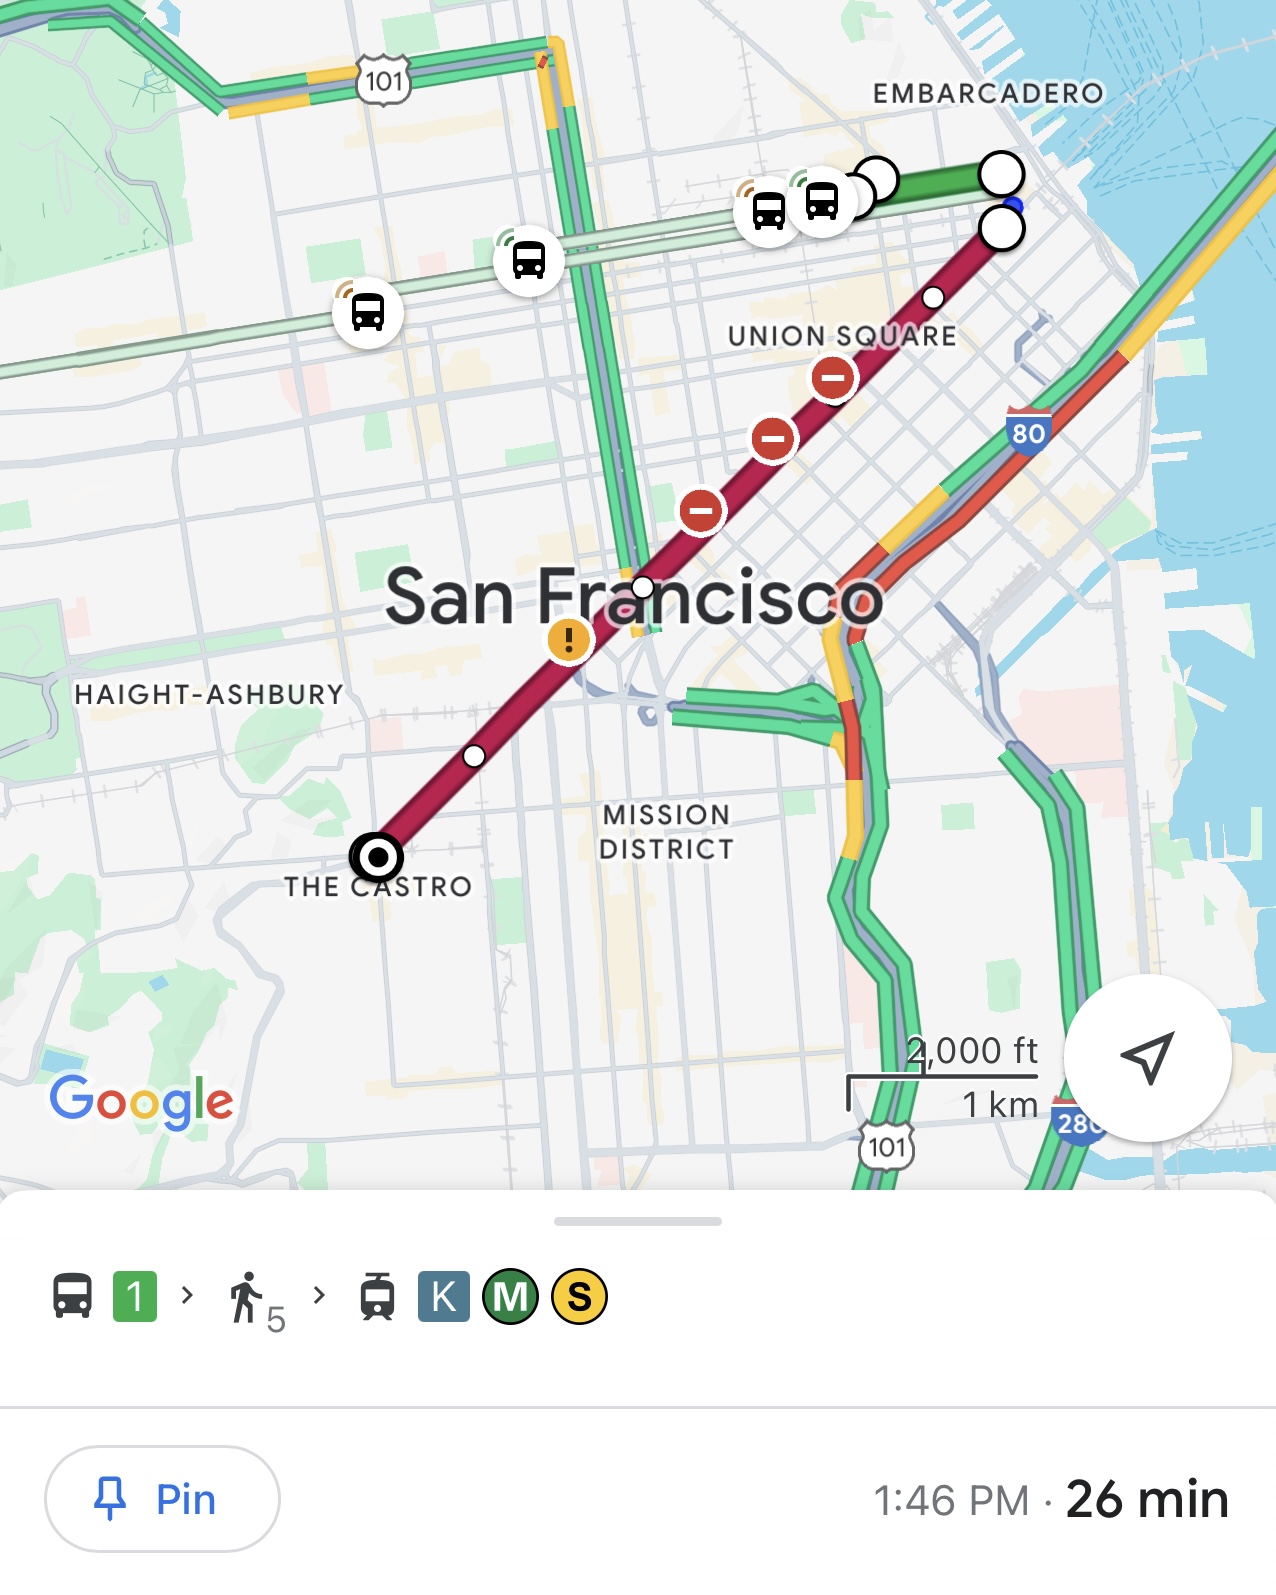 101
EMBARCADERO
UNION SQUARE
80
San Francisco
HAIGHT-ASHBURY
MISSION
DISTRICT
THE CASTRO
2,000 ft
1 km
Google
101
280
1 > 5 > K M S
Pin
1:46 PM · 26 min